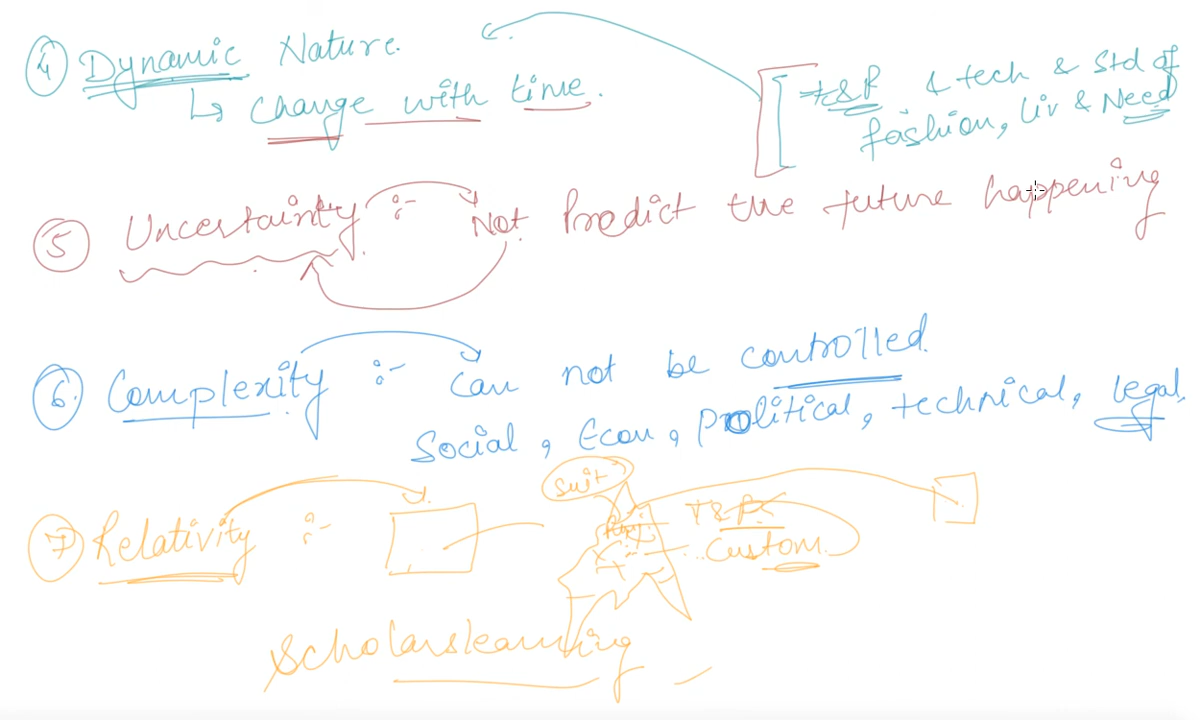 ④ Dynamic Nature.
↳ change with time.
t&P & tech & std of
fashion, liv & Need
⑤ Uncertainty :- Not Predict the future happening
⑥ Complexity :- Can not be controlled.
Social, Econ, Political, technical, legal.
Suit
⑦ Relativity :- T&P
Custom.
Scholarslearning